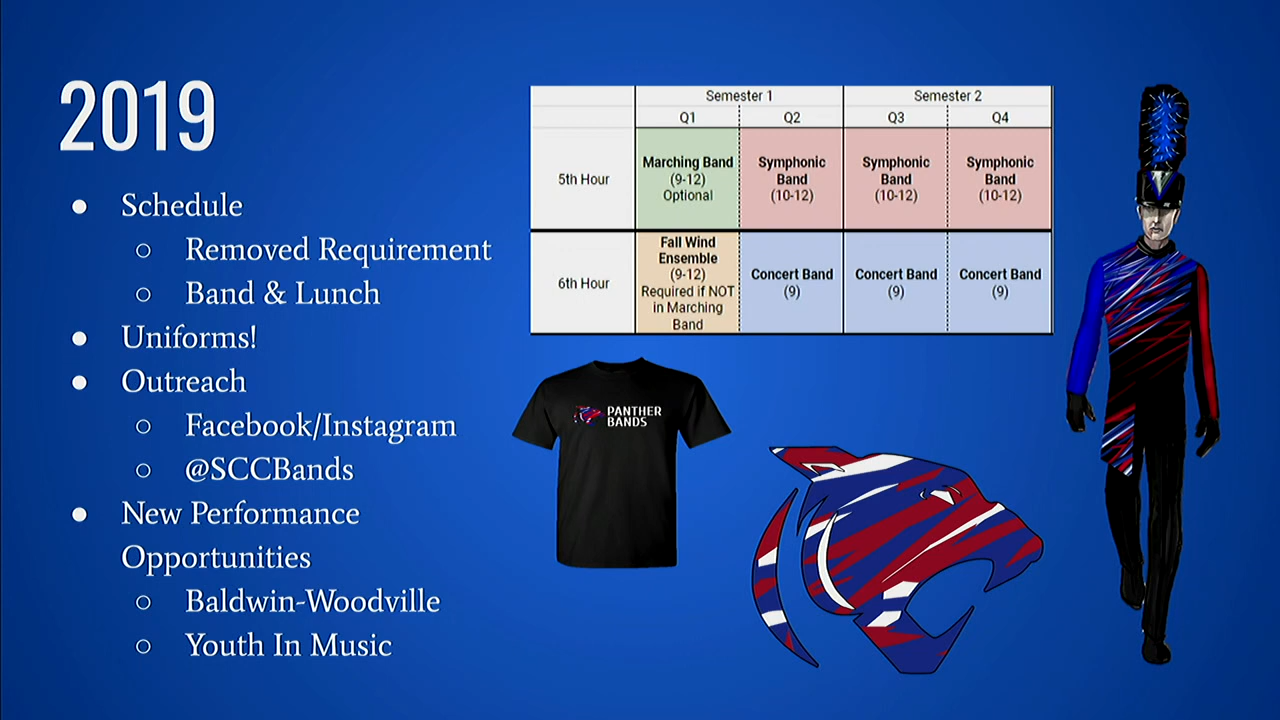 2019
Schedule
Removed Requirement
Band & Lunch
Uniforms!
Outreach
Facebook/Instagram
@SCCBands
New Performance
Opportunities
Baldwin-Woodville
Youth In Music
Semester 1 Semester 2
Q1 Q2 Q3 Q4
5th Hour
Marching Band
(9-12)
Optional
Symphonic
Band
(10-12)
Symphonic
Band
(10-12)
Symphonic
Band
(10-12)
6th Hour
Fall Wind
Ensemble
(9-12)
Required if NOT
in Marching
Band
Concert Band
(9)
Concert Band
(9)
Concert Band
(9)
PANTHER
BANDS